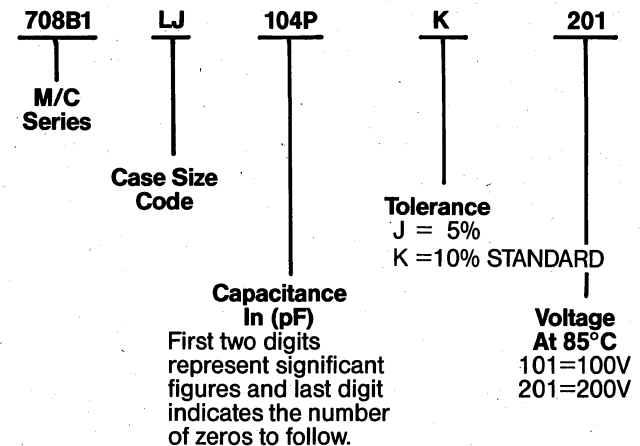 708B1 LJ 104P K 201
M/C
Series
Case Size
Code
Tolerance
J = 5%
K =10% STANDARD
Capacitance
In (pF)
First two digits
represent significant
figures and last digit
indicates the number
of zeros to follow.
Voltage
At 85°C
101=100V
201=200V